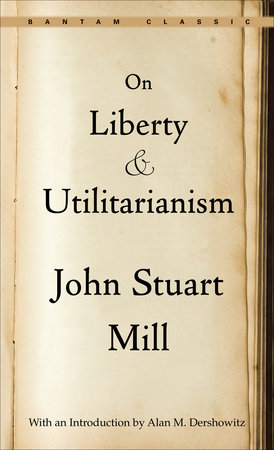 BANTAM CLASSIC
On
Liberty
&
Utilitarianism
John Stuart
Mill
With an Introduction by Alan M. Dershowitz